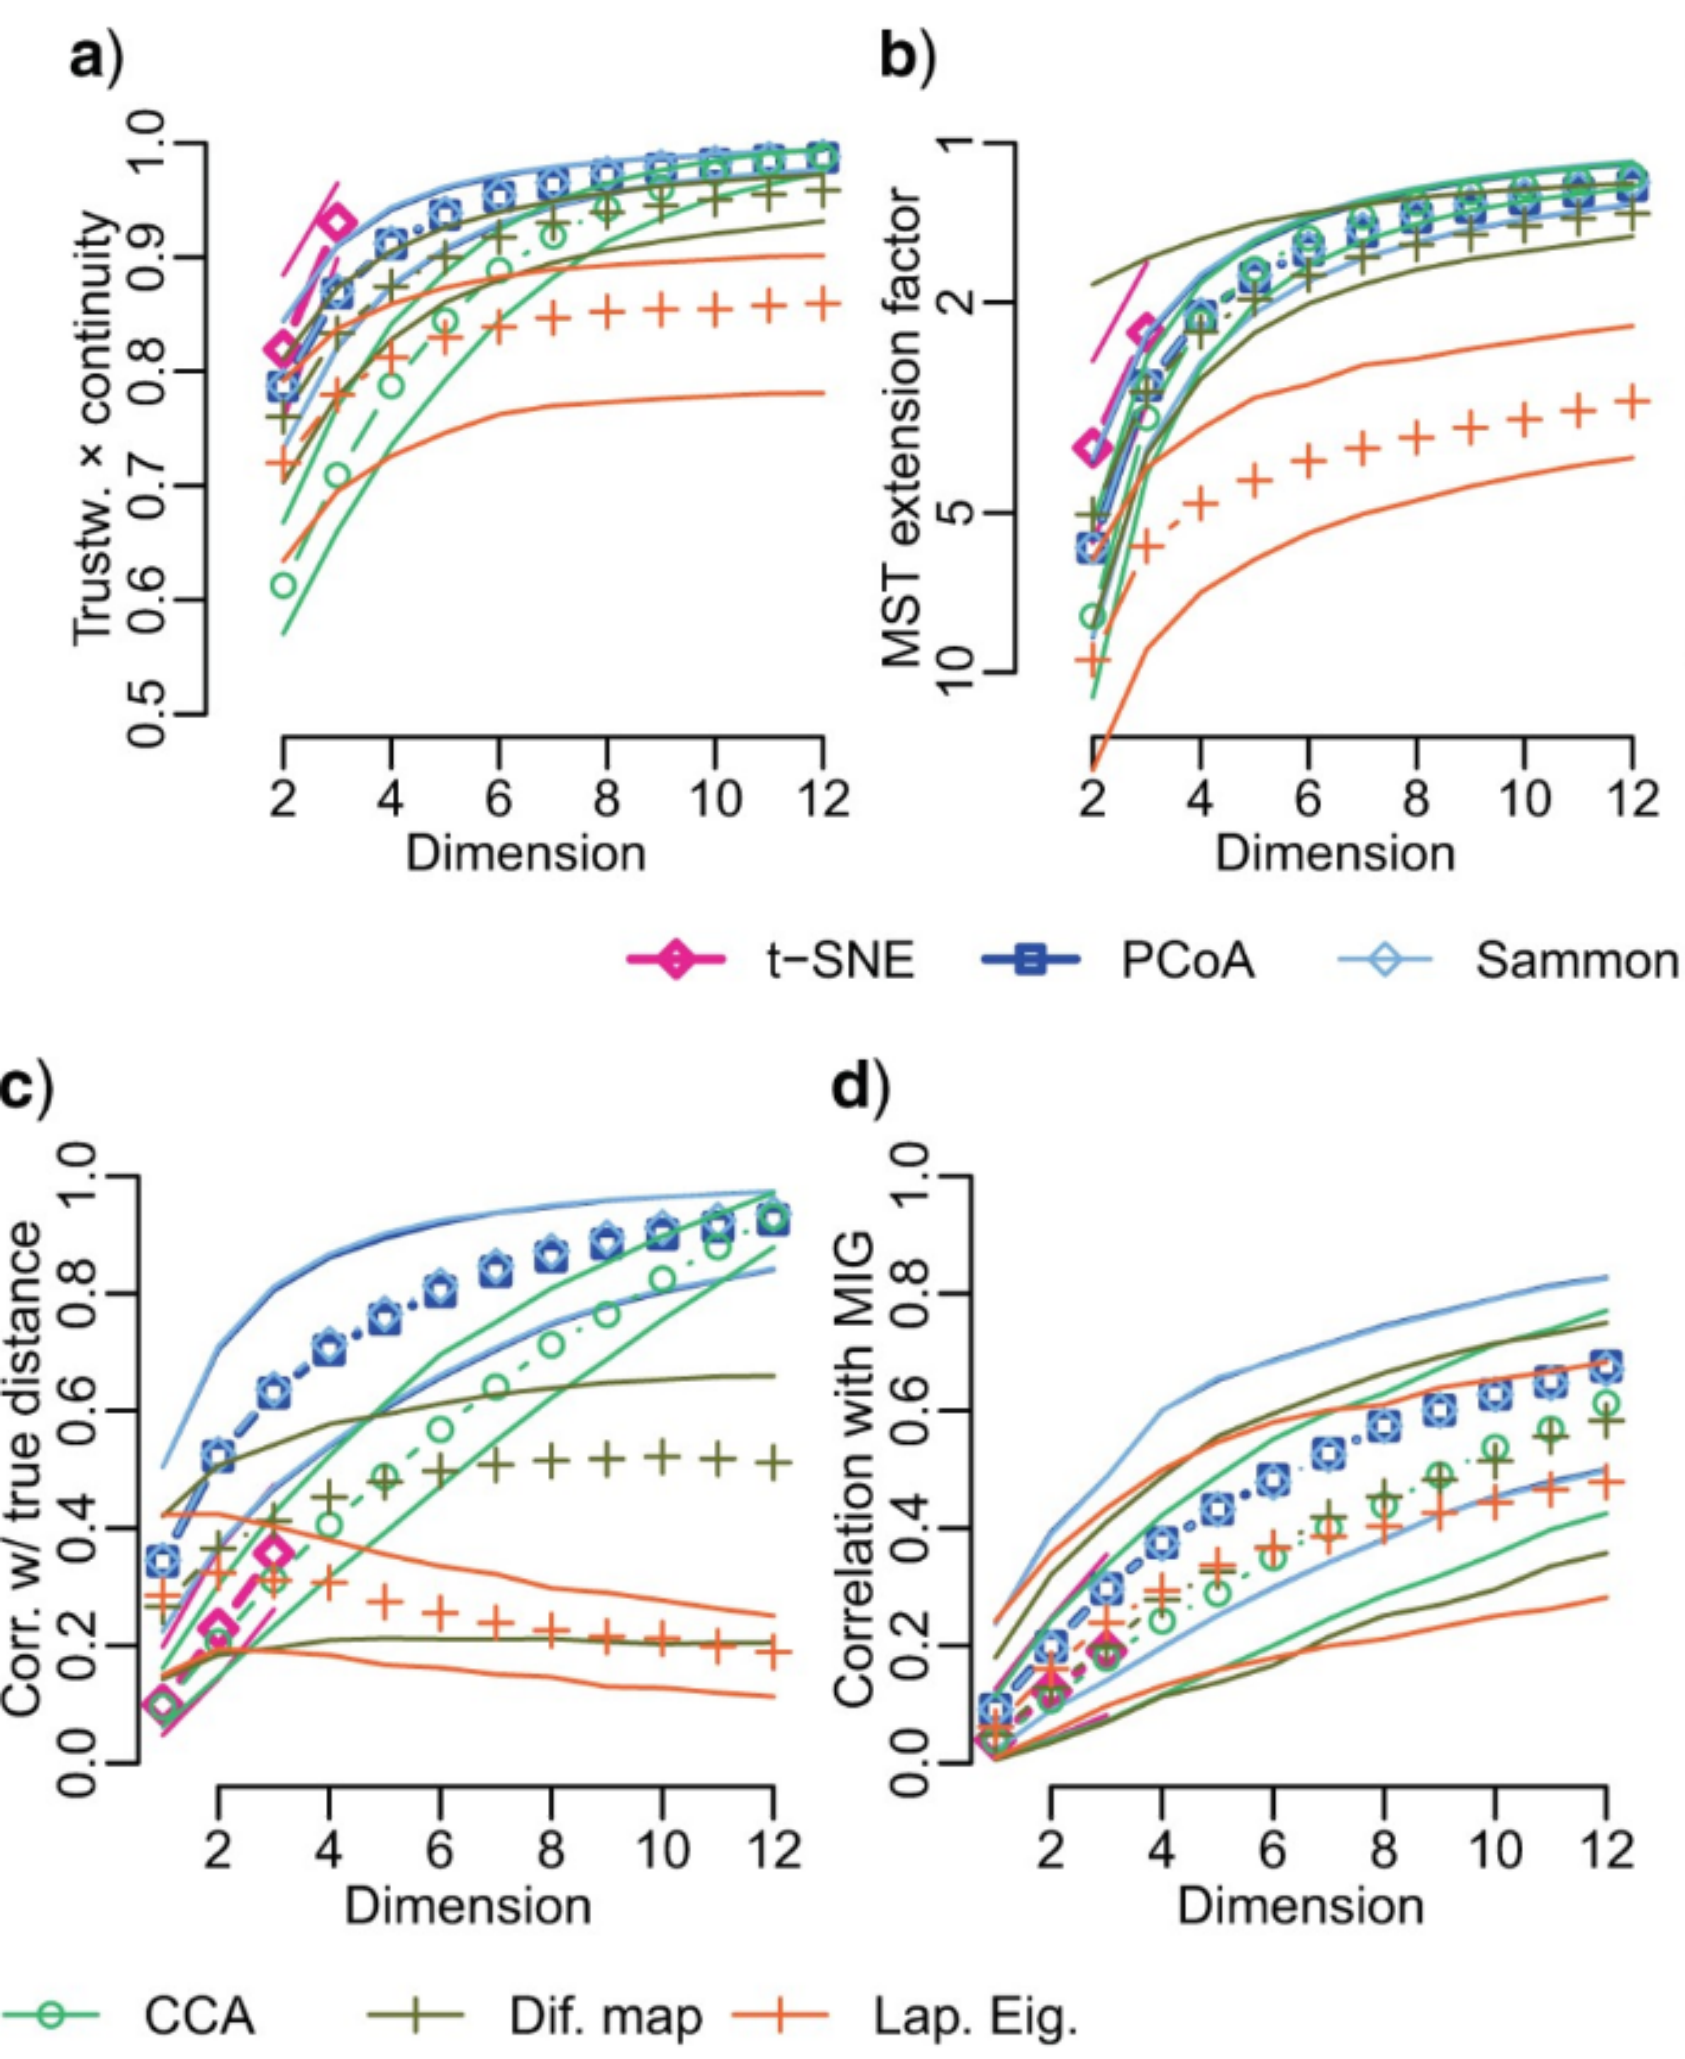 a)
b)
Trustw. × continuity
0.5 0.6 0.7 0.8 0.9 1.0
2 4 6 8 10 12
Dimension
MST extension factor
10 5 2 1
2 4 6 8 10 12
Dimension
t−SNE PCoA Sammon
c)
d)
Corr. w/ true distance
0.0 0.2 0.4 0.6 0.8 1.0
2 4 6 8 10 12
Dimension
Correlation with MIG
0.0 0.2 0.4 0.6 0.8 1.0
2 4 6 8 10 12
Dimension
CCA Dif. map Lap. Eig.